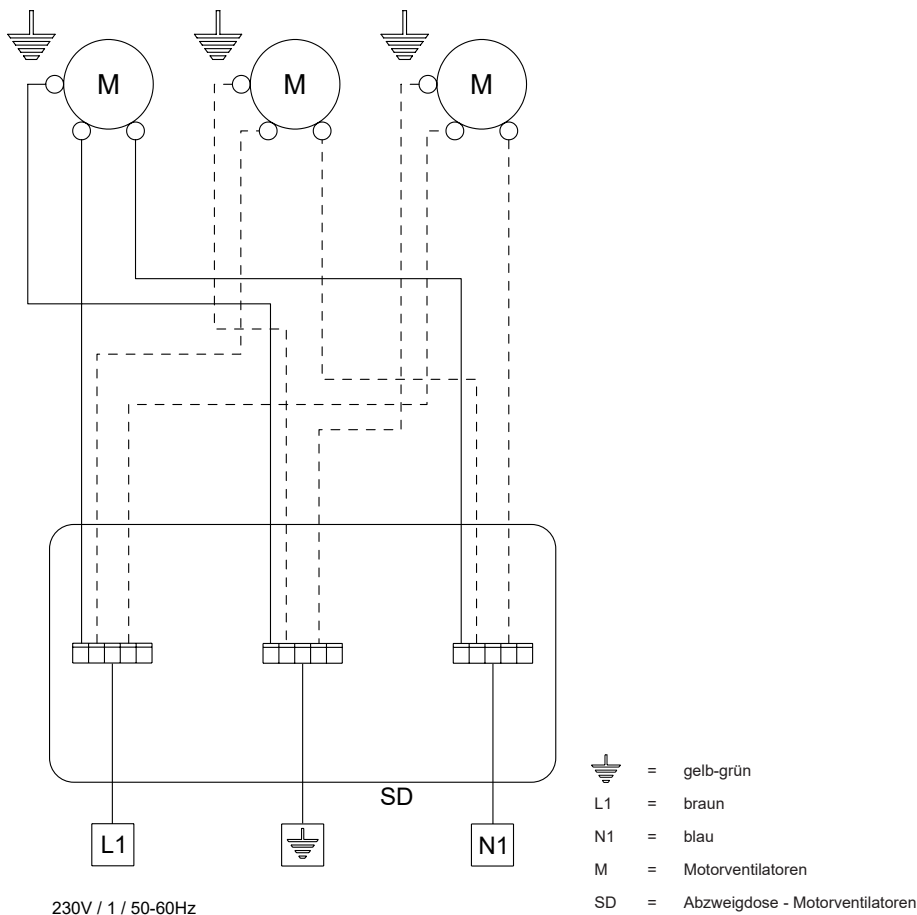 M M M
SD
L1 N1
230V / 1 / 50-60Hz
= gelb-grün
L1 = braun
N1 = blau
M = Motorventilatoren
SD = Abzweigdose - Motorventilatoren